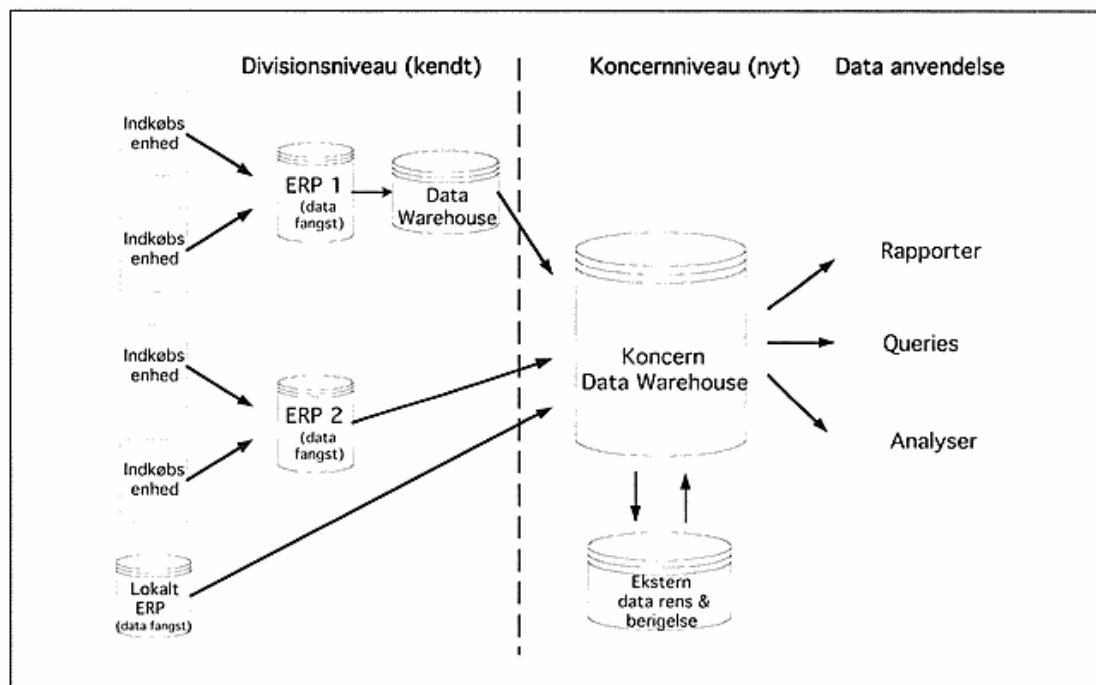 Divisionsniveau (kendt)
Koncernniveau (nyt)
Data anvendelse
Indkøbs
enhed
Indkøbs
enhed
ERP 1
(data
fangst)
Data
Warehouse
Indkøbs
enhed
Indkøbs
enhed
ERP 2
(data
fangst)
Lokalt
ERP
(data fangst)
Koncern
Data Warehouse
Ekstern
data rens &
berigelse
Rapporter
Queries
Analyser